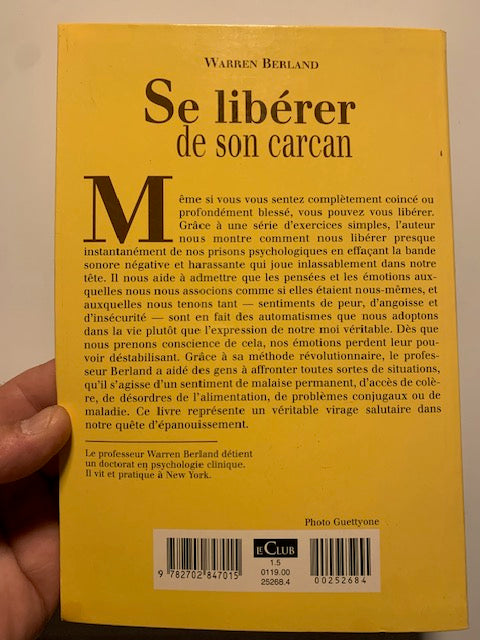 WARREN BERLAND
Se libérer
de son carcan
Même si vous vous sentez complètement coincé ou
profondément blessé, vous pouvez vous libérer.
Grâce à une série d'exercices simples, l'auteur
nous montre comment nous libérer presque
instantanément de nos prisons psychologiques en effaçant la bande
sonore négative et harassante qui joue inlassablement dans notre
tête. Il nous aide à admettre que les pensées et les émotions aux-
quelles nous nous associons comme si elles étaient nous-mêmes, et
auxquelles nous tenons tant — sentiments de peur, d'angoisse et
d'insécurité — sont en fait des automatismes que nous adoptons
dans la vie plutôt que l'expression de notre moi véritable. Dès que
nous prenons conscience de cela, nos émotions perdent leur pou-
voir déstabilisant. Grâce à sa méthode révolutionnaire, le profes-
seur Berland a aidé des gens à affronter toutes sortes de situations,
qu'il s'agisse d'un sentiment de malaise permanent, d'accès de colè-
re, de désordres de l'alimentation, de problèmes conjugaux ou de
maladie. Ce livre représente un véritable virage salutaire dans
notre quête d'épanouissement.
Le professeur Warren Berland détient
un doctorat en psychologie clinique.
Il vit et pratique à New York.
Photo Guettyone
9 782702 847015
LE CLUB
1.5
0119.00
25268.4
00252684